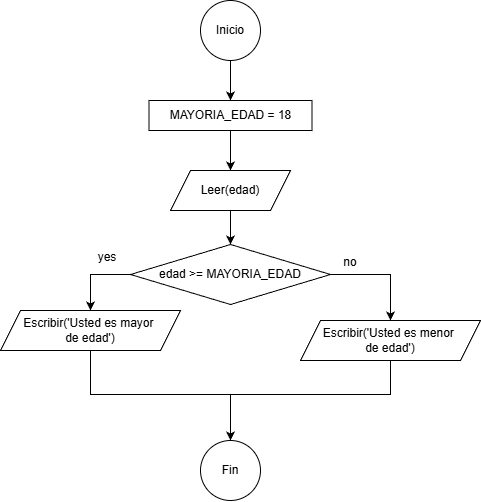 Inicio
MAYORIA_EDAD = 18
Leer(edad)
edad >= MAYORIA_EDAD
yes
no
Escribir('Usted es mayor
de edad')
Escribir('Usted es menor
de edad')
Fin